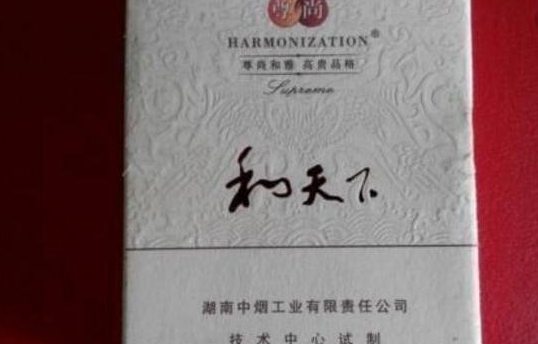 尊尚
HARMONIZATION®
尊尚和雅 高贵品格
Supreme
和天下
湖南中烟工业有限责任公司
技术中心试制